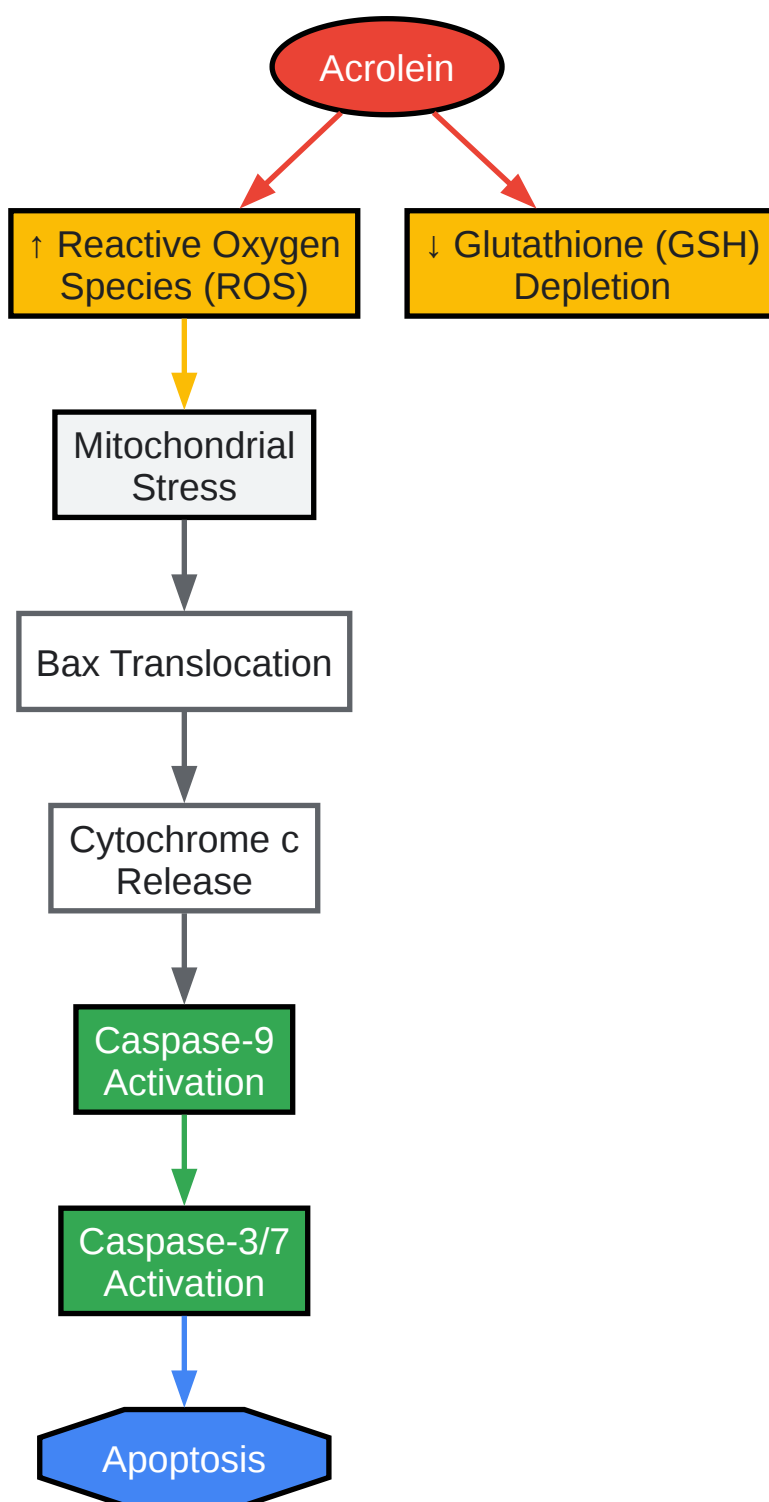 Acrolein
↑ Reactive Oxygen
Species (ROS)
↓ Glutathione (GSH)
Depletion
Mitochondrial
Stress
Bax Translocation
Cytochrome c
Release
Caspase-9
Activation
Caspase-3/7
Activation
Apoptosis